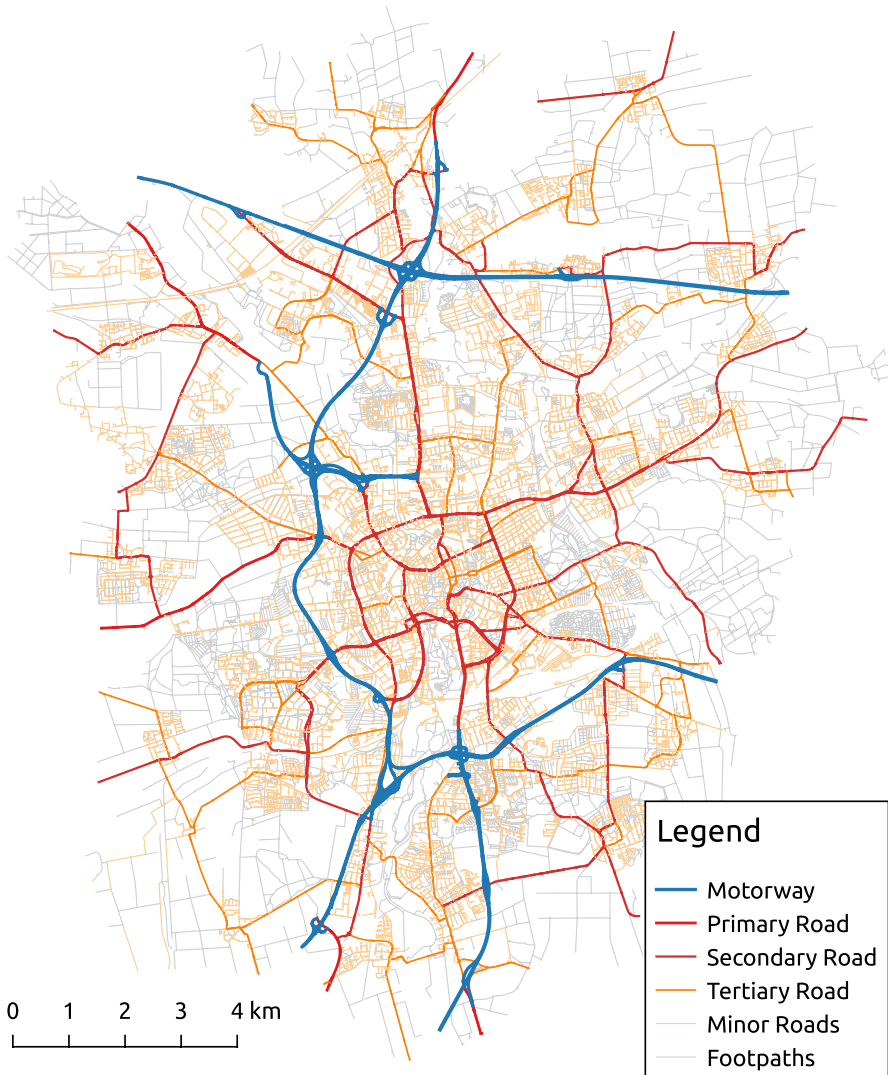 Legend
Motorway
Primary Road
Secondary Road
Tertiary Road
Minor Roads
Footpaths
0 1 2 3 4 km